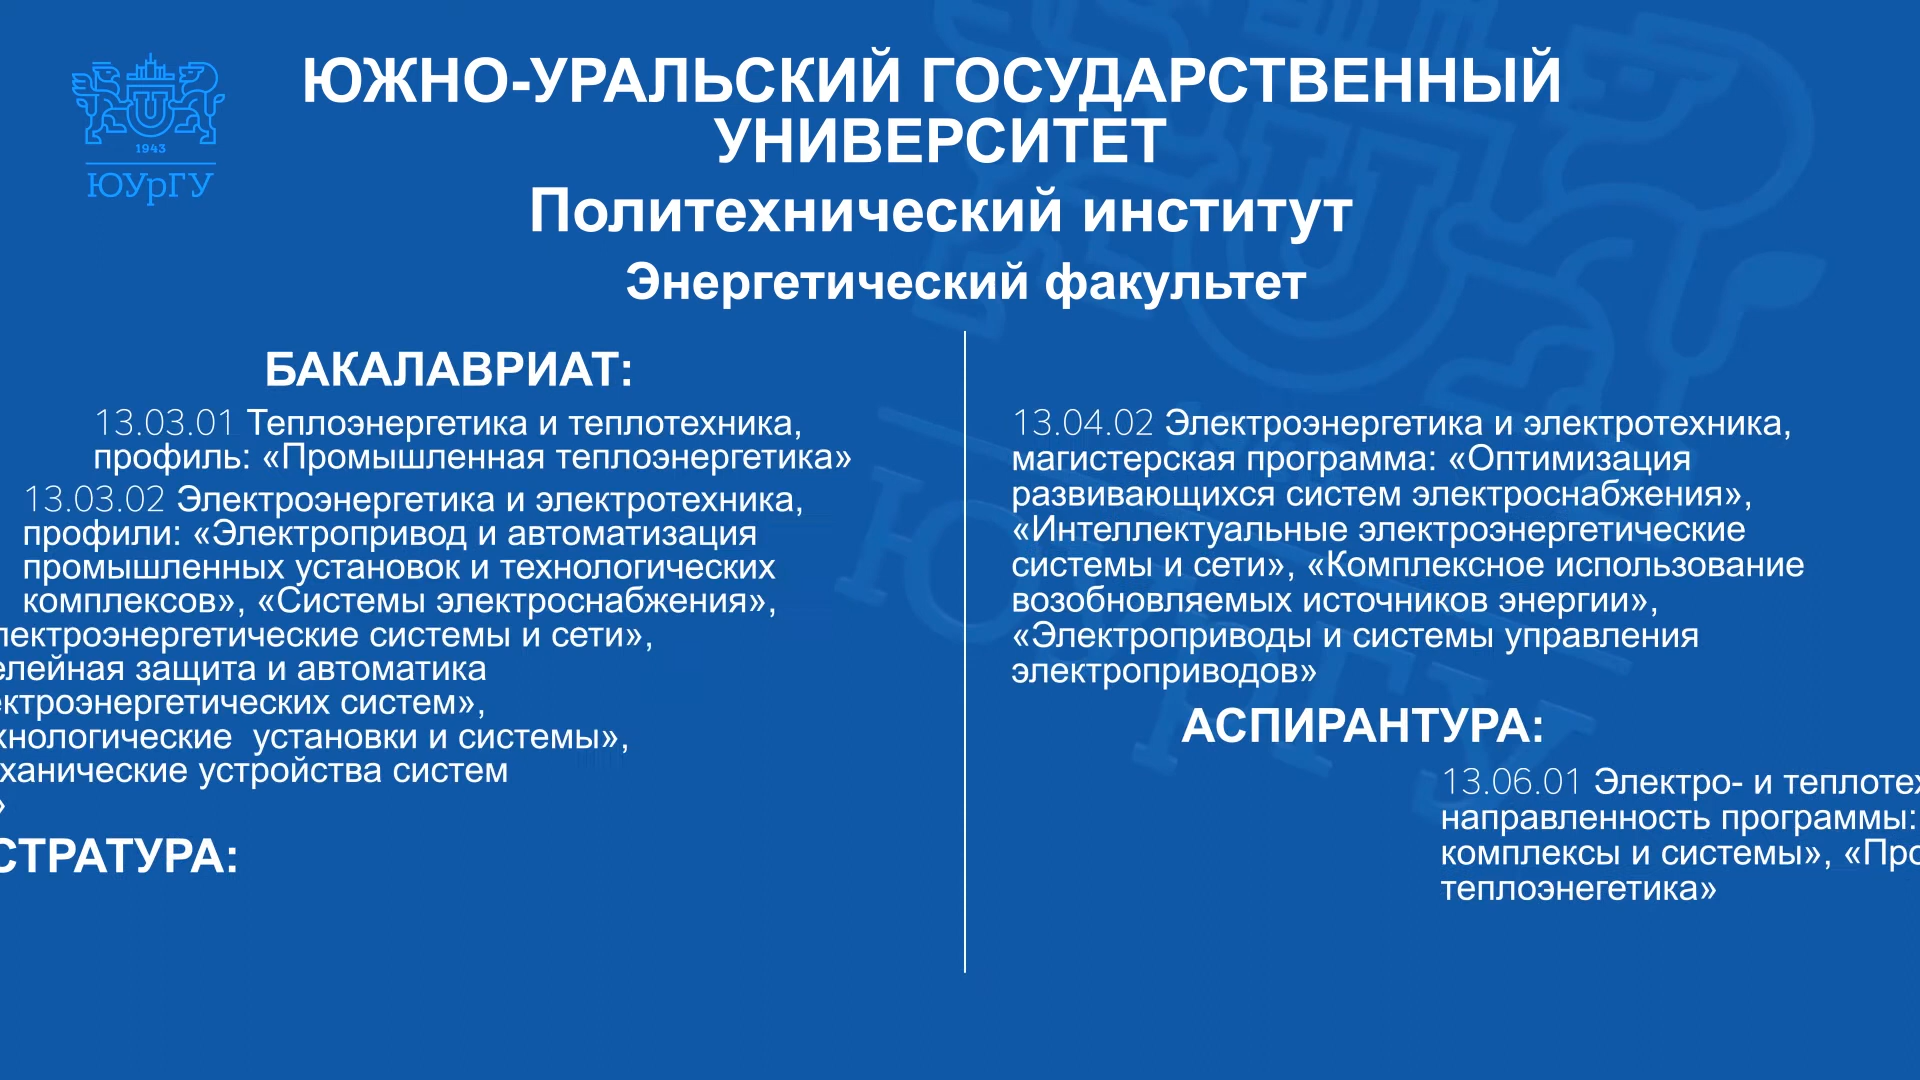 1943
ЮУрГУ
ЮЖНО-УРАЛЬСКИЙ ГОСУДАРСТВЕННЫЙ
УНИВЕРСИТЕТ
Политехнический институт
Энергетический факультет
БАКАЛАВРИАТ:
13.03.01 Теплоэнергетика и теплотехника,
профиль: «Промышленная теплоэнергетика»
13.03.02 Электроэнергетика и электротехника,
профили: «Электропривод и автоматизация
промышленных установок и технологических
комплексов», «Системы электроснабжения»,
лектроэнергетические системы и сети»,
елейная защита и автоматика
ктроэнергетических систем»,
хнологические  установки и системы»,
ханические устройства систем
»
СТРАТУРА:
13.04.02 Электроэнергетика и электротехника,
магистерская программа: «Оптимизация
развивающихся систем электроснабжения»,
«Интеллектуальные электроэнергетические
системы и сети», «Комплексное использование
возобновляемых источников энергии»,
«Электроприводы и системы управления
электроприводов»
АСПИРАНТУРА:
13.06.01 Электро- и теплотех
направленность программы:
комплексы и системы», «Про
теплоэнегетика»